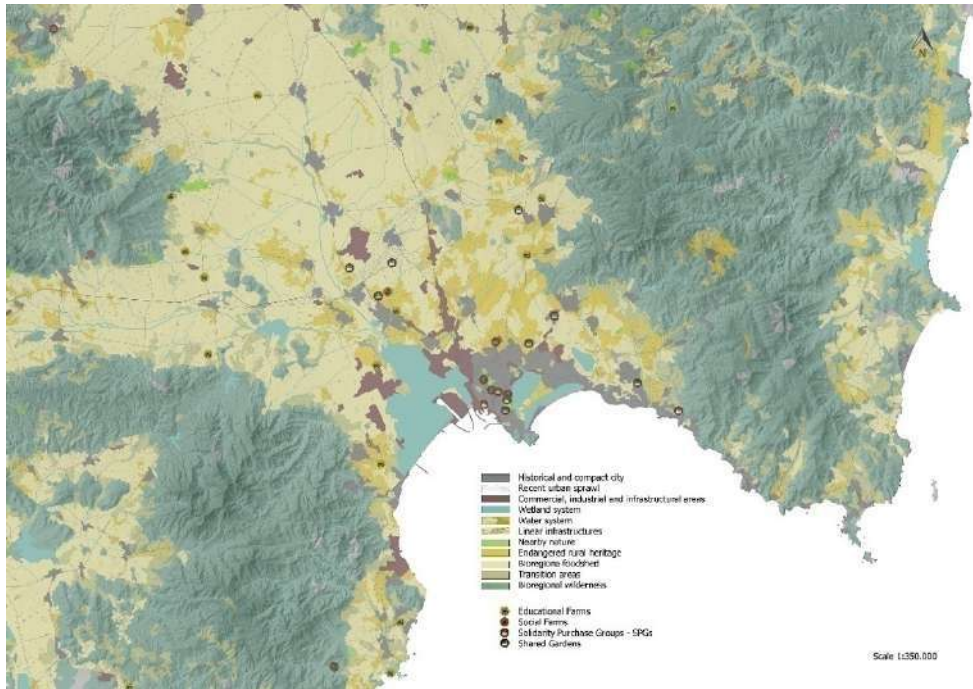 N
Historical and compact city
Recent urban sprawl
Commercial, industrial and infrastructural areas
Wetland system
Water system
Linear infrastructures
Nearby nature
Endangered rural heritage
Bioregiona foodshed
Transition areas
Bioregional wilderness
Educational Farms
Social Farms
Solidarity Purchase Groups - SPGs
Shared Gardens
Scale 1:350.000